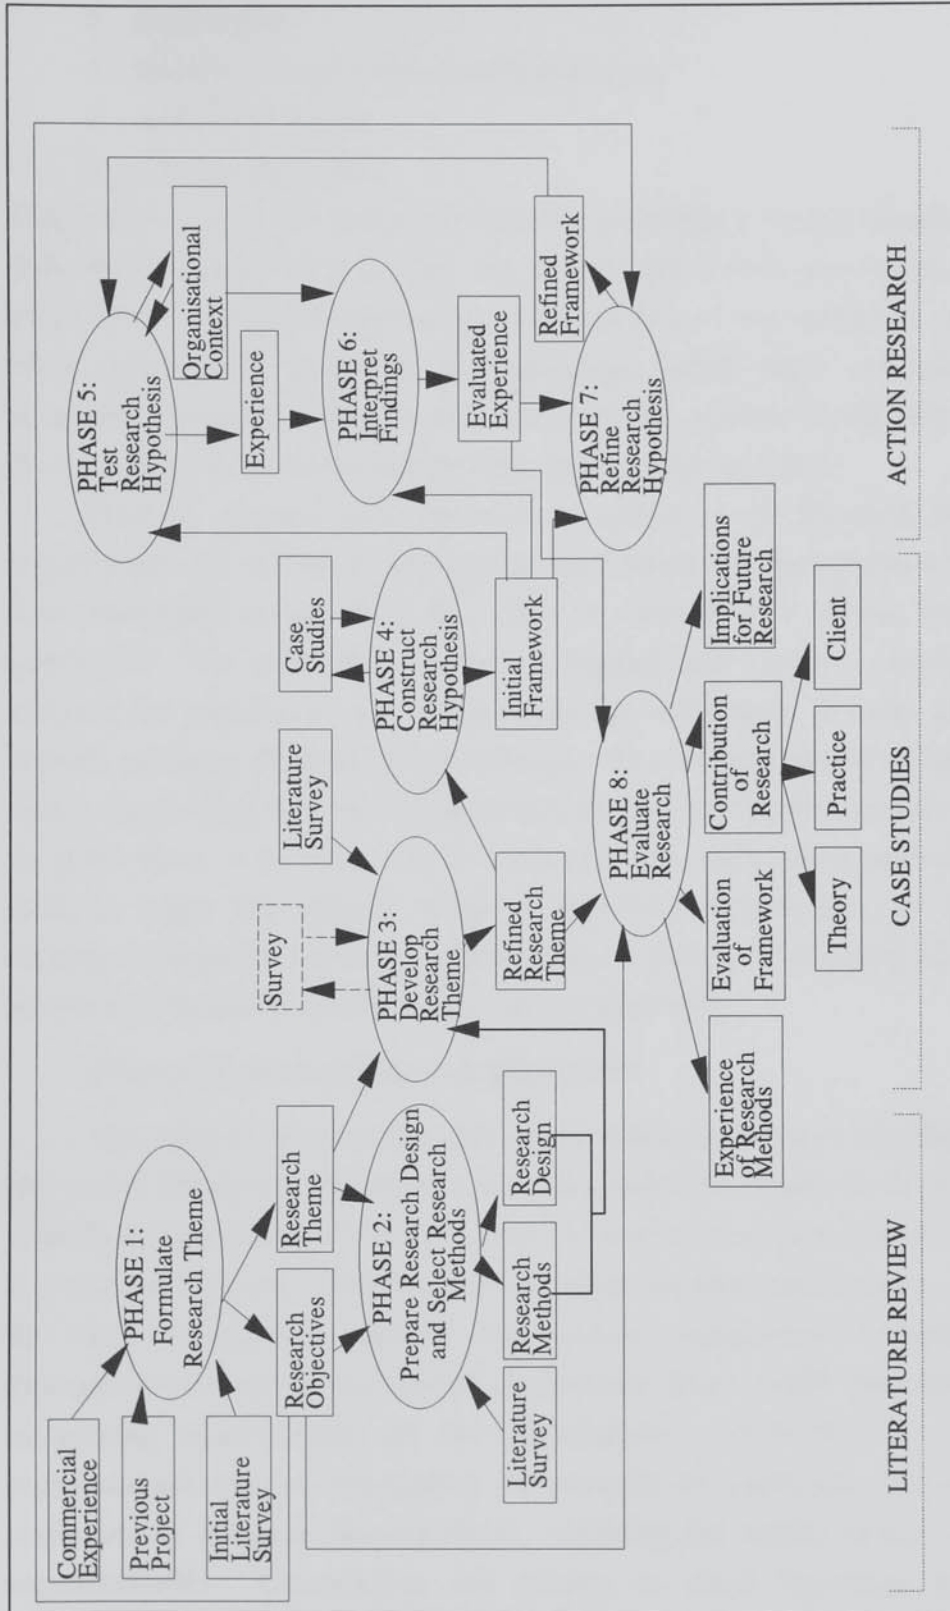 Commercial
Experience
Previous
Project
Initial
Literature
Survey
PHASE 1:
Formulate
Research Theme
Research
Objectives
Research
Theme
PHASE 2:
Prepare Research Design
and Select Research
Methods
Literature
Survey
Research
Methods
Research
Design
Survey
Literature
Survey
PHASE 3:
Develop
Research
Theme
Refined
Research
Theme
Case
Studies
PHASE 4:
Construct
Research
Hypothesis
Initial
Framework
PHASE 5:
Test
Research
Hypothesis
Organisational
Context
Experience
PHASE 6:
Interpret
Findings
Evaluated
Experience
PHASE 7:
Refine
Research
Hypothesis
Refined
Framework
PHASE 8:
Evaluate
Research
Experience
of Research
Methods
Evaluation
of
Framework
Contribution
of
Research
Implications
for Future
Research
Theory
Practice
Client
LITERATURE REVIEW
CASE STUDIES
ACTION RESEARCH